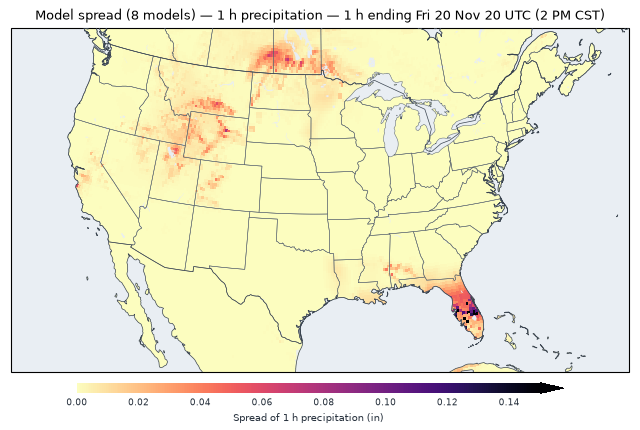 Model spread (8 models) — 1 h precipitation — 1 h ending Fri 20 Nov 20 UTC (2 PM CST)
0.00 0.02 0.04 0.06 0.08 0.10 0.12 0.14
Spread of 1 h precipitation (in)